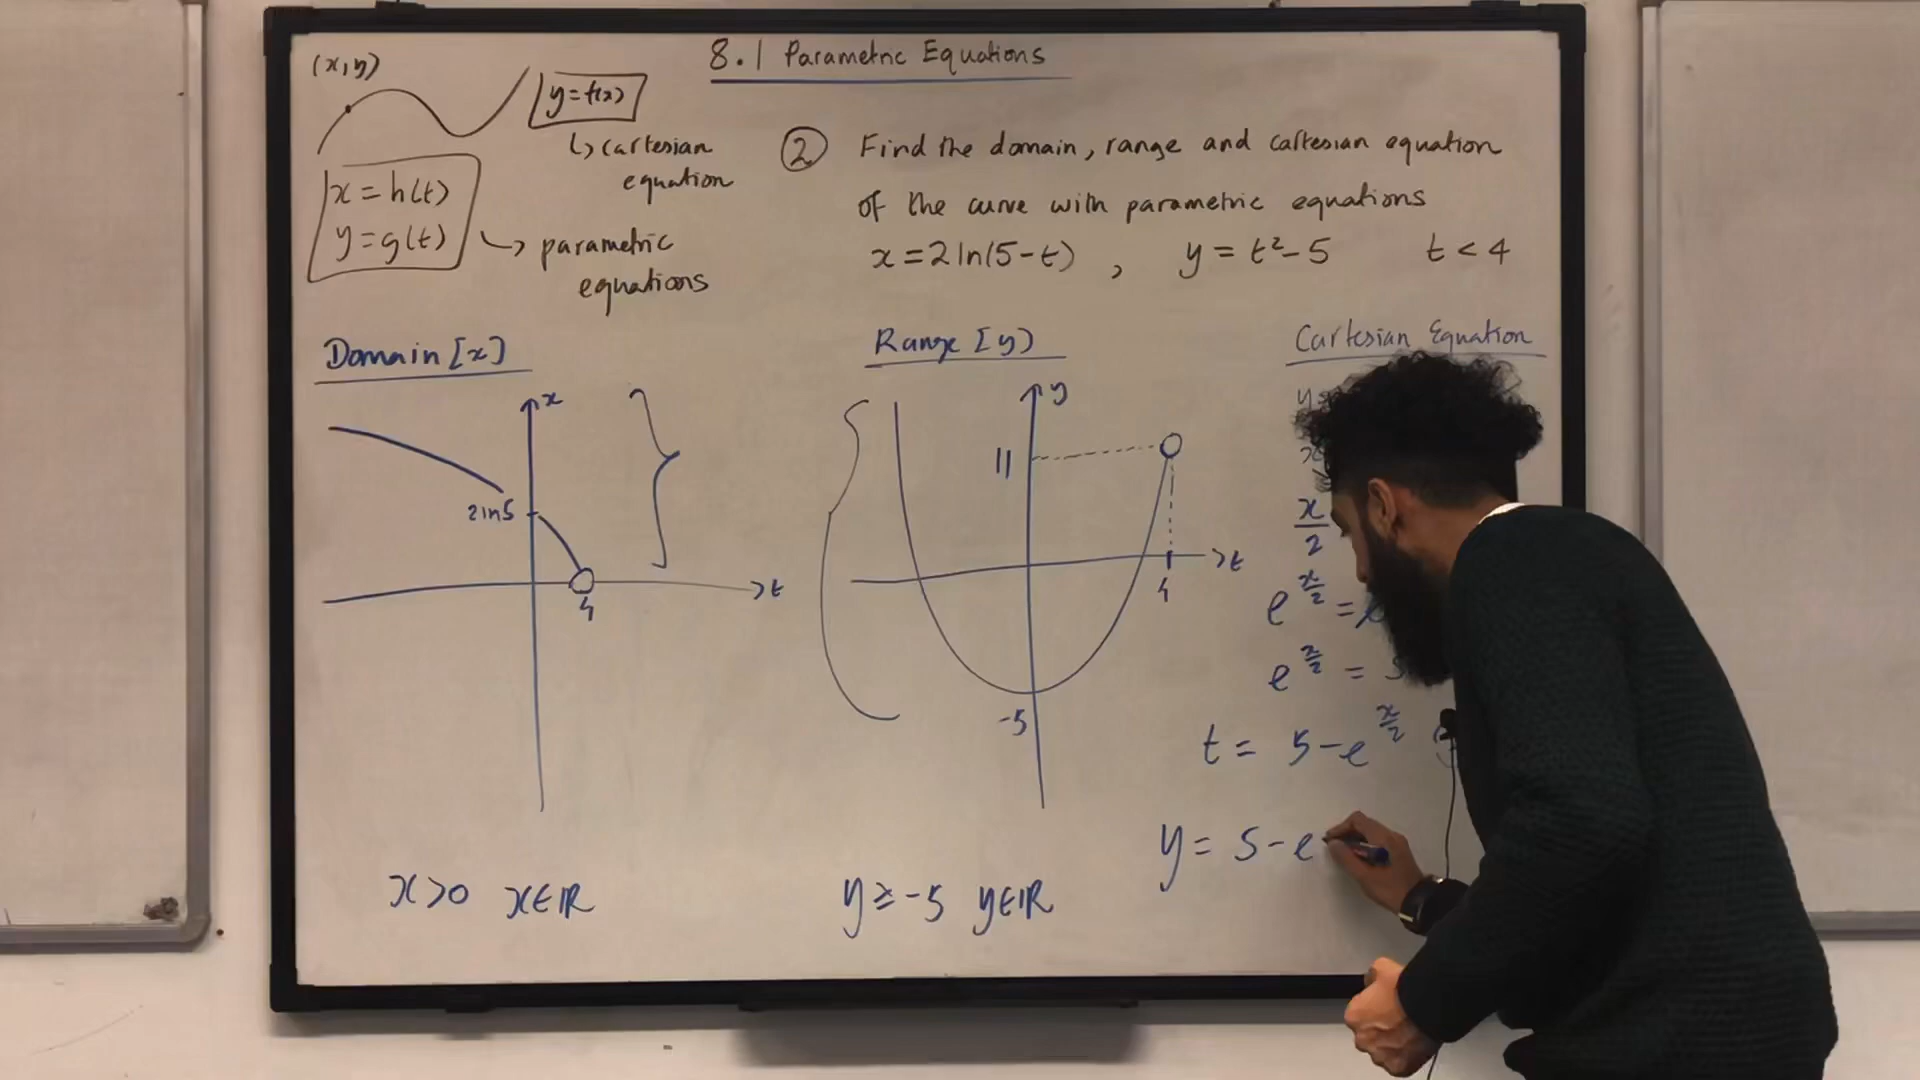 8.1 Parametric Equations
(x,y)
y=f(x)
↳ cartesian
equation
x = h(t)
y = g(t)
↳ parametric
equations
② Find the domain, range and cartesian equation
of the curve with parametric equations
x = 2ln(5-t) , y = t²-5 t < 4
Domain [x]
x
2ln5
t
4
x>0 x∈ℝ
Range [y]
y
11
t
4
-5
y ≥ -5 y∈ℝ
Cartesian Equation
x/2
e^(x/2) =
e^(x/2) = 5
t = 5-e^(x/2)
y = 5-e